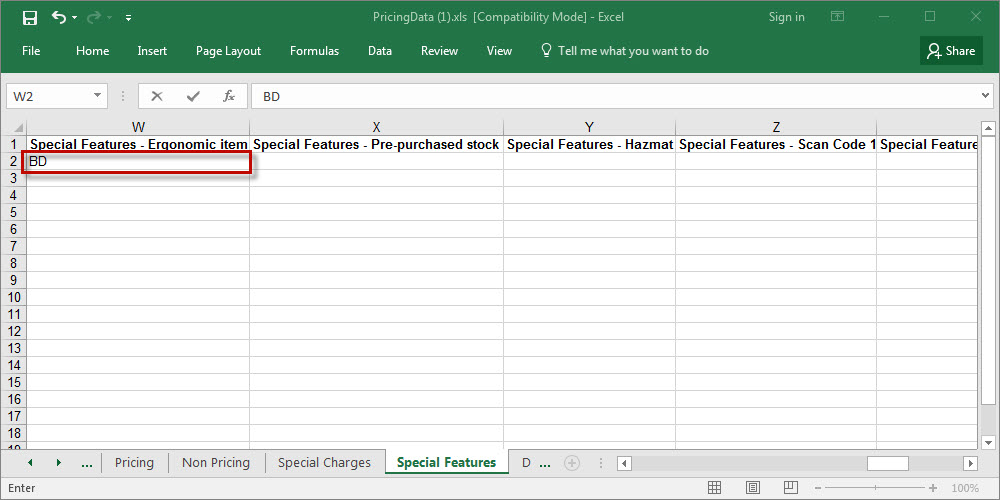 PricingData (1).xls [Compatibility Mode] - Excel
Sign in
File Home Insert Page Layout Formulas Data Review View Tell me what you want to do Share
W2 fx BD
W X Y Z
1 Special Features - Ergonomic item Special Features - Pre-purchased stock Special Features - Hazmat Special Features - Scan Code 1 Special Feature
2 BD
3
4
5
6
7
8
9
10
11
12
13
14
15
16
17
18
... Pricing Non Pricing Special Charges Special Features D ...
Enter 100%